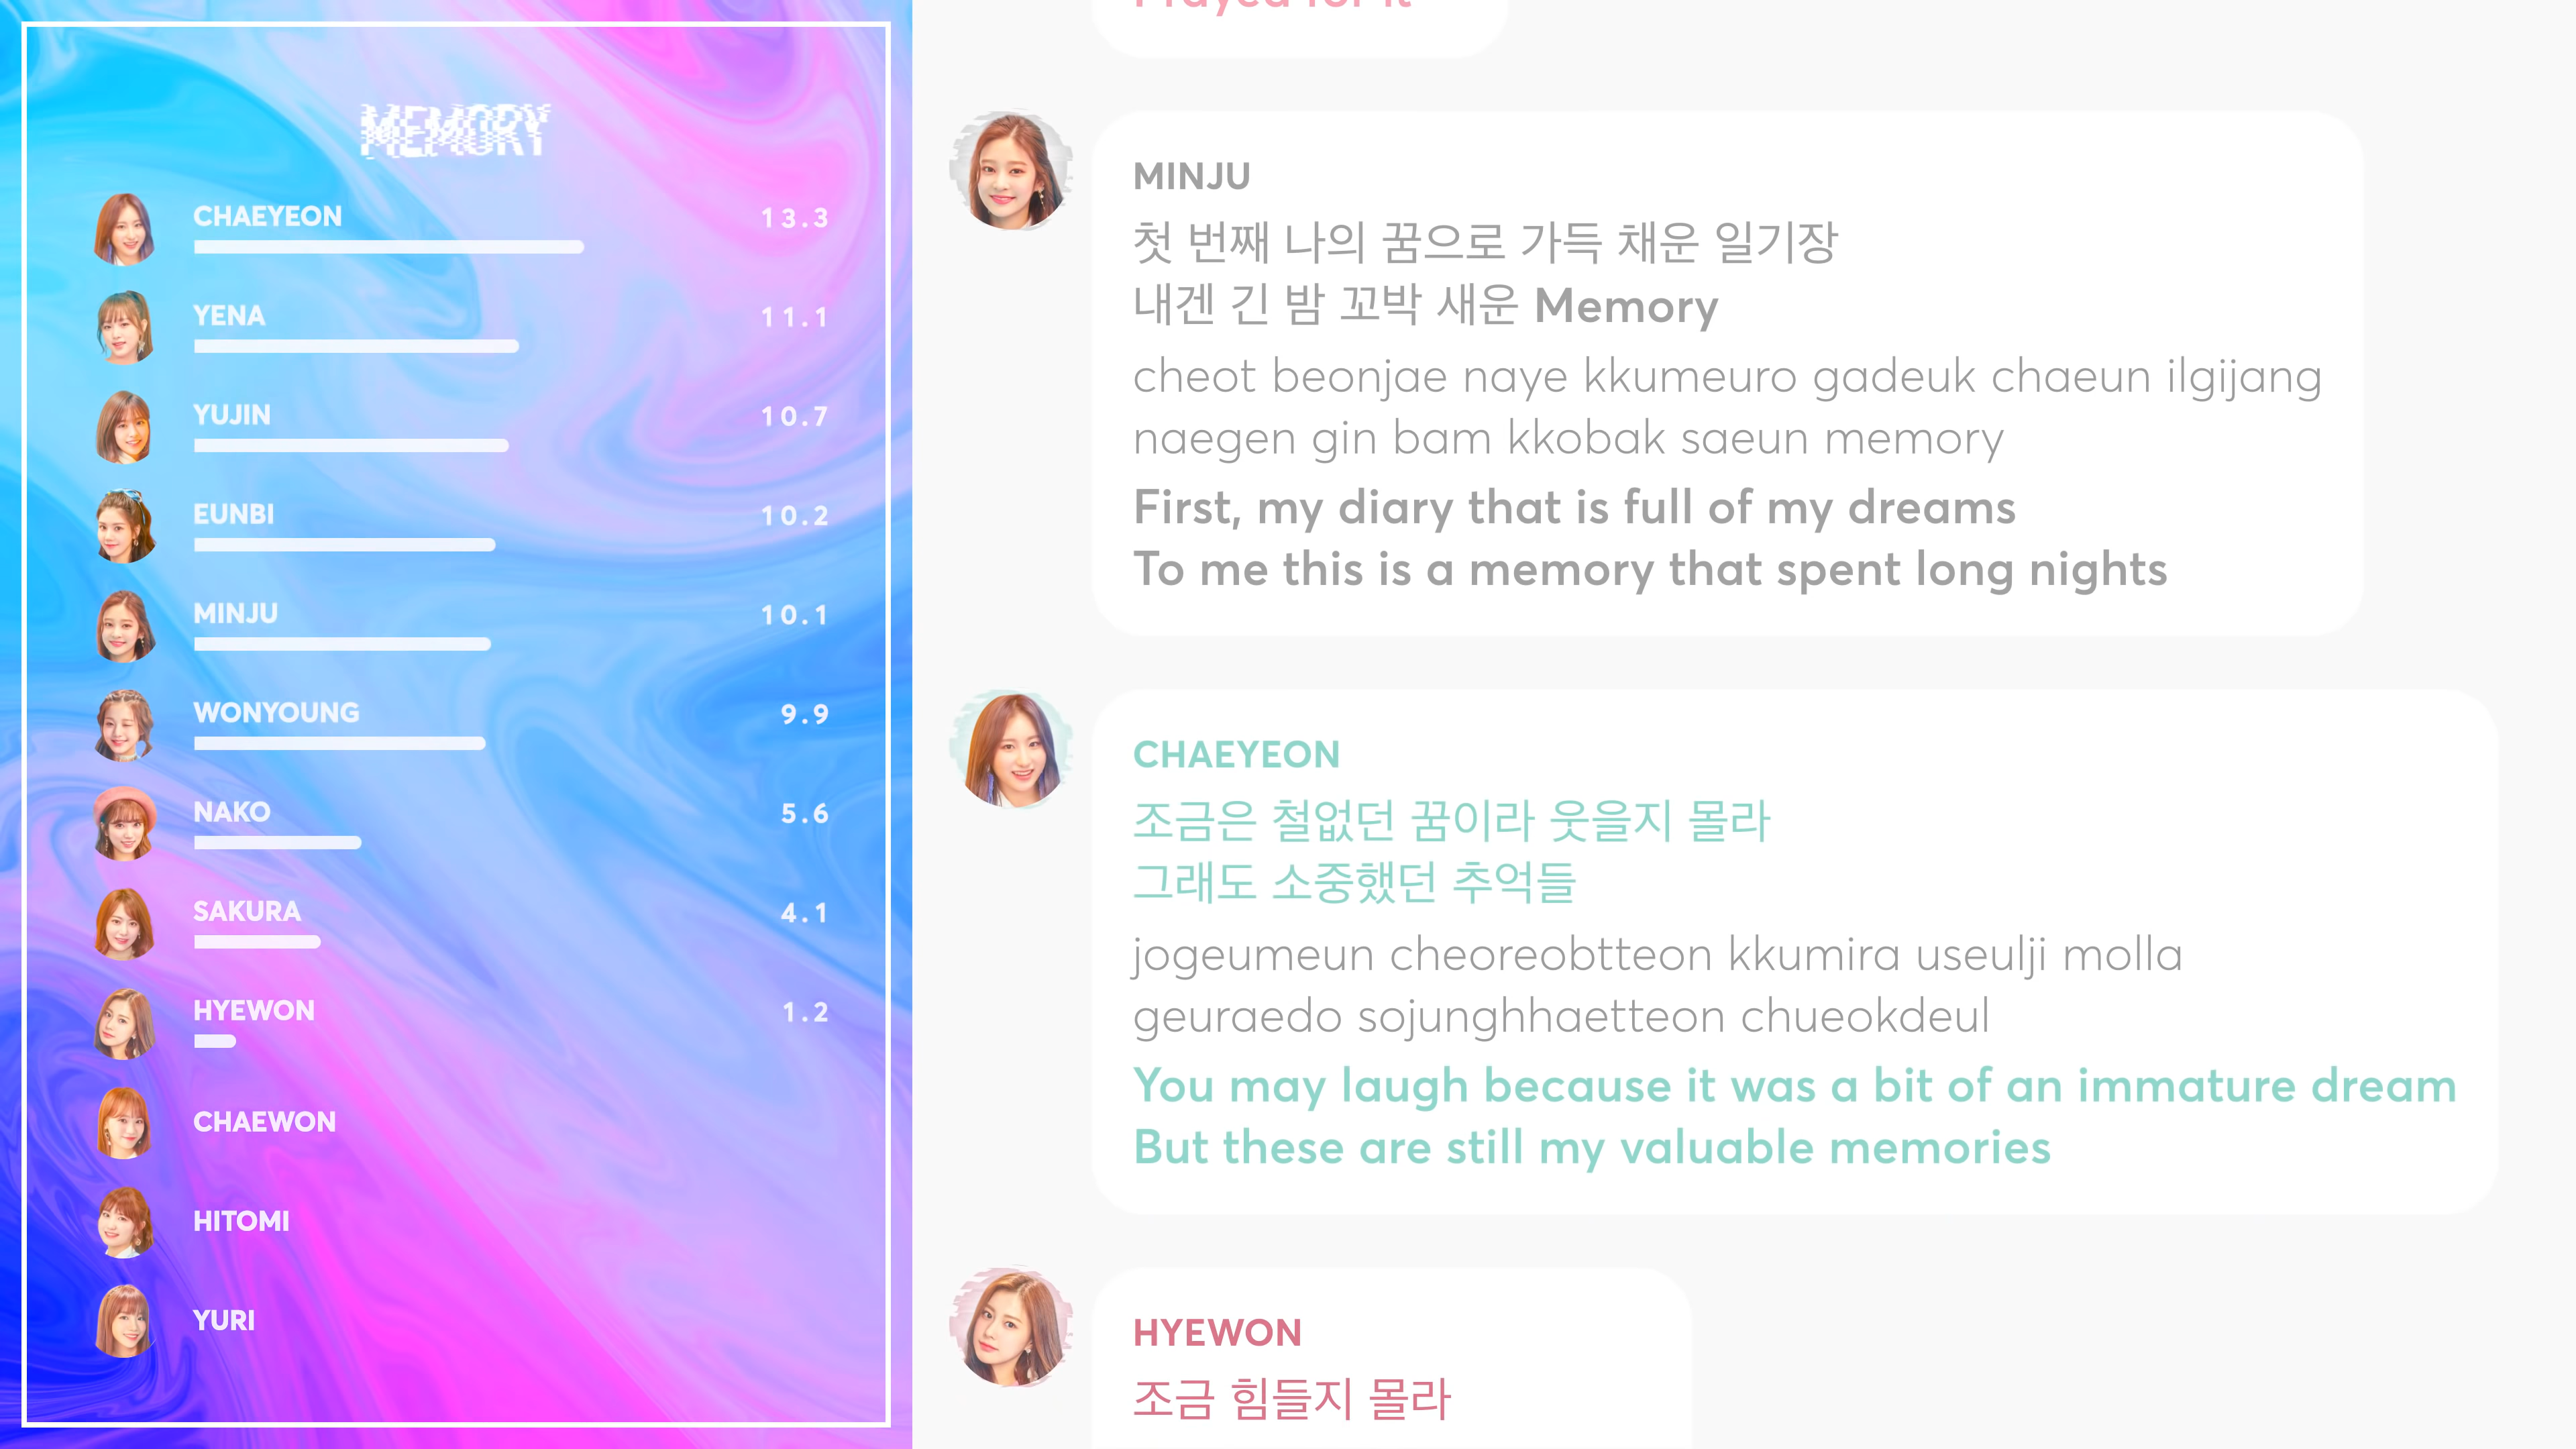 MEMORY
CHAEYEON 13.3
YENA 11.1
YUJIN 10.7
EUNBI 10.2
MINJU 10.1
WONYOUNG 9.9
NAKO 5.6
SAKURA 4.1
HYEWON 1.2
CHAEWON
HITOMI
YURI
Prayed for it
MINJU
첫 번째 나의 꿈으로 가득 채운 일기장
내겐 긴 밤 꼬박 새운 Memory
cheot beonjae naye kkumeuro gadeuk chaeun ilgijang
naegen gin bam kkobak saeun memory
First, my diary that is full of my dreams
To me this is a memory that spent long nights
CHAEYEON
조금은 철없던 꿈이라 웃을지 몰라
그래도 소중했던 추억들
jogeumeun cheoreobtteon kkumira useulji molla
geuraedo sojunghhaetteon chueokdeul
You may laugh because it was a bit of an immature dream
But these are still my valuable memories
HYEWON
조금 힘들지 몰라